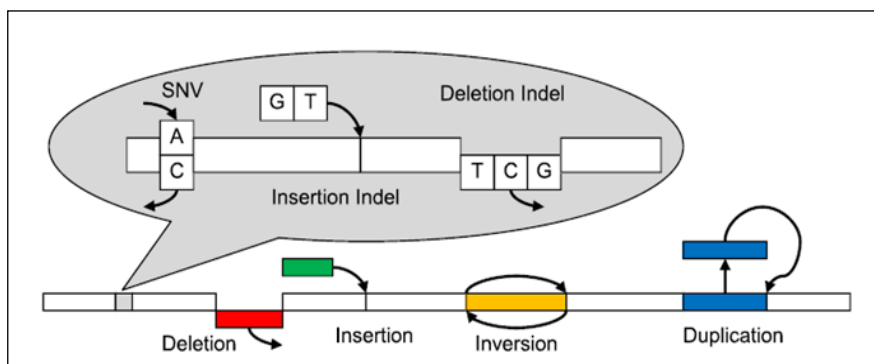 SNV
G T
Deletion Indel
A
C
T C G
Insertion Indel
Deletion
Insertion
Inversion
Duplication